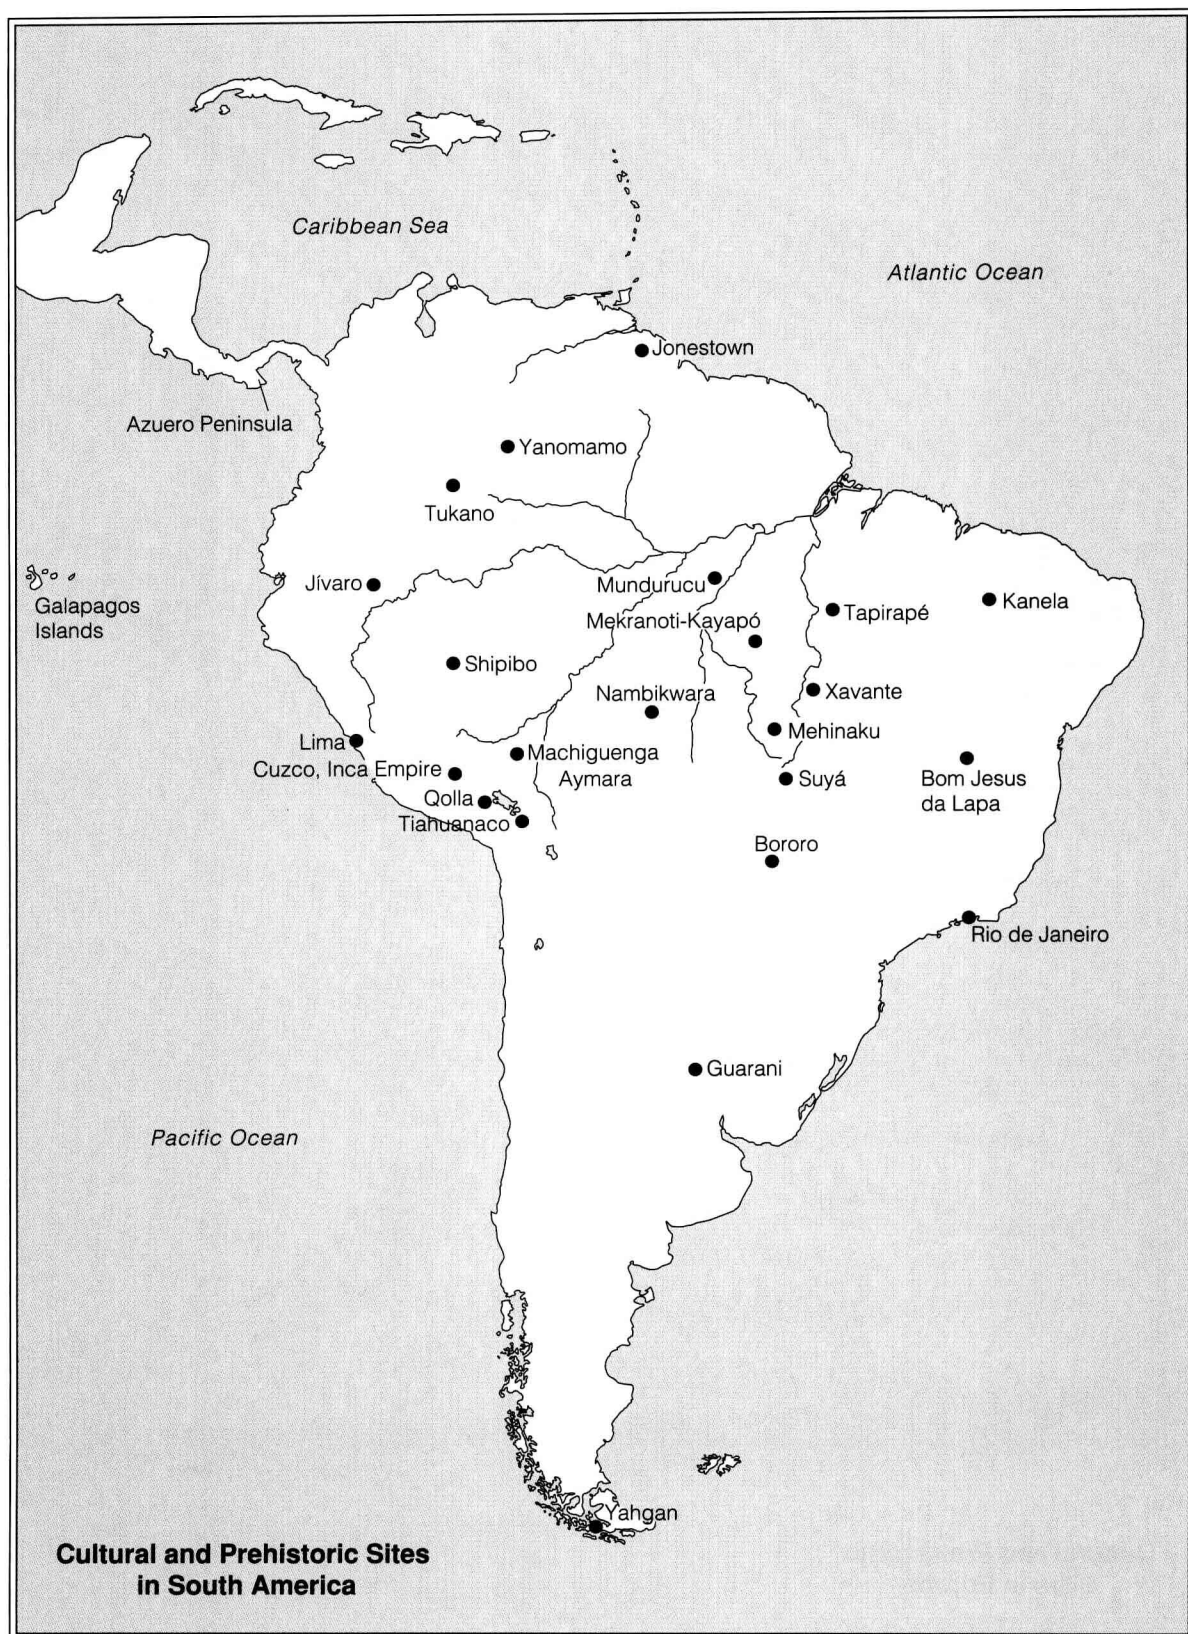 Caribbean Sea
Atlantic Ocean
Jonestown
Azuero Peninsula
Yanomamo
Tukano
Jívaro
Mundurucu
Galapagos
Islands
Tapirapé
Kanela
Mekranoti-Kayapó
Shipibo
Nambikwara
Xavante
Mehinaku
Lima
Machiguenga
Cuzco, Inca Empire
Aymara
Suyá
Bom Jesus
da Lapa
Qolla
Tiahuanaco
Bororo
Rio de Janeiro
Guarani
Pacific Ocean
Yahgan
Cultural and Prehistoric Sites
in South America